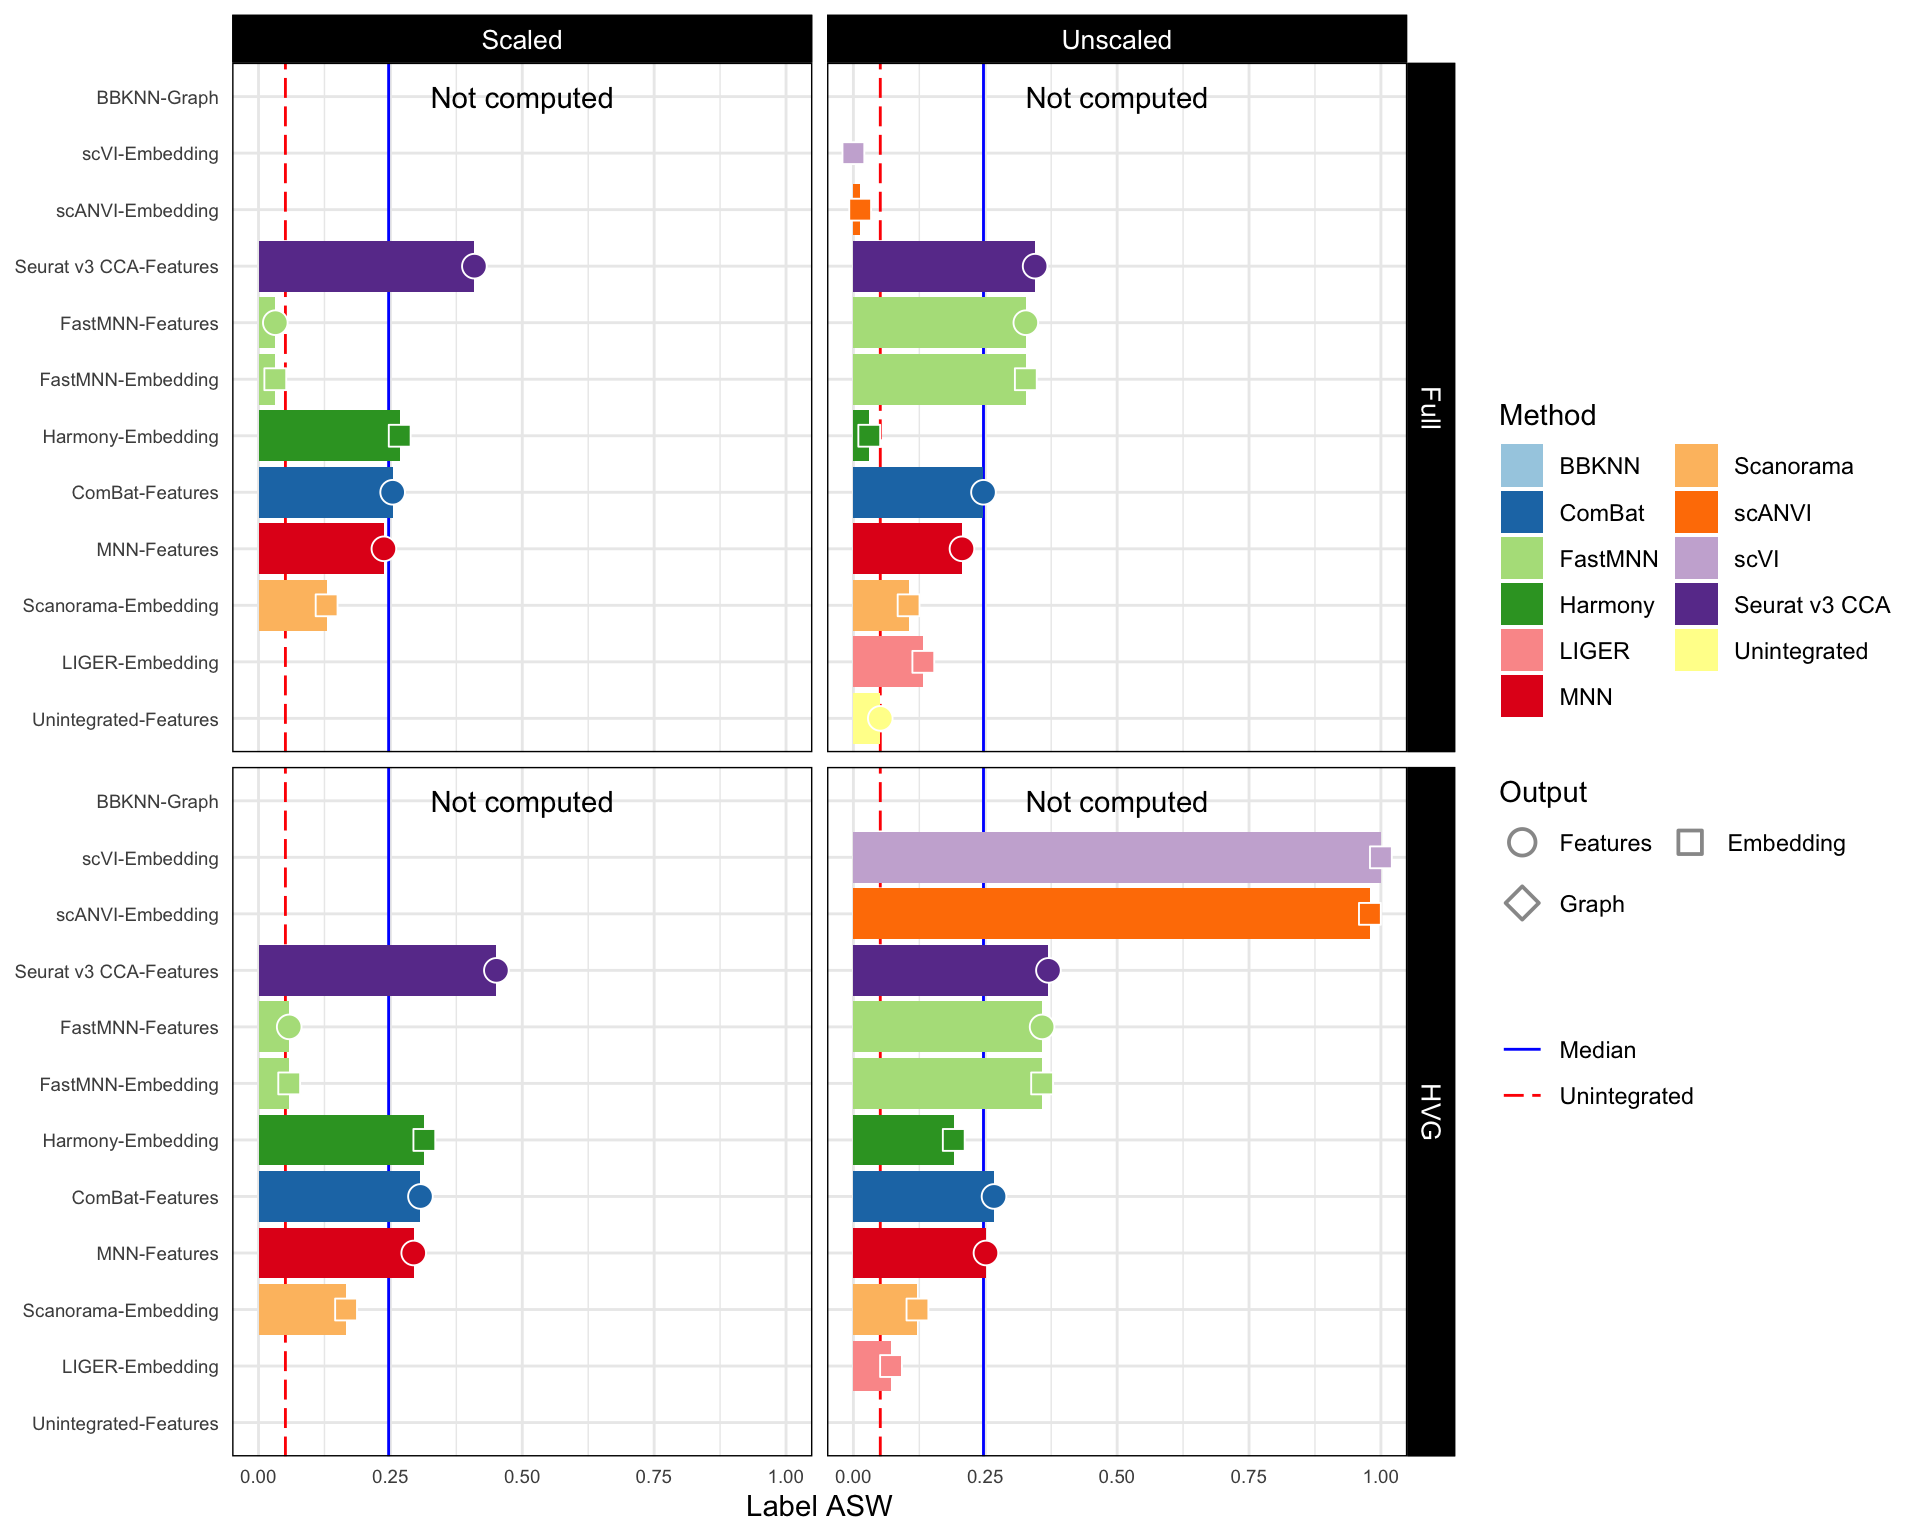 Scaled
Unscaled
BBKNN-Graph
scVI-Embedding
scANVI-Embedding
Seurat v3 CCA-Features
FastMNN-Features
FastMNN-Embedding
Harmony-Embedding
ComBat-Features
MNN-Features
Scanorama-Embedding
LIGER-Embedding
Unintegrated-Features
Not computed
Not computed
Full
BBKNN-Graph
scVI-Embedding
scANVI-Embedding
Seurat v3 CCA-Features
FastMNN-Features
FastMNN-Embedding
Harmony-Embedding
ComBat-Features
MNN-Features
Scanorama-Embedding
LIGER-Embedding
Unintegrated-Features
Not computed
Not computed
HVG
0.00 0.25 0.50 0.75 1.00
0.00 0.25 0.50 0.75 1.00
Label ASW
Method
BBKNN
ComBat
FastMNN
Harmony
LIGER
MNN
Scanorama
scANVI
scVI
Seurat v3 CCA
Unintegrated
Output
Features
Embedding
Graph
Median
Unintegrated